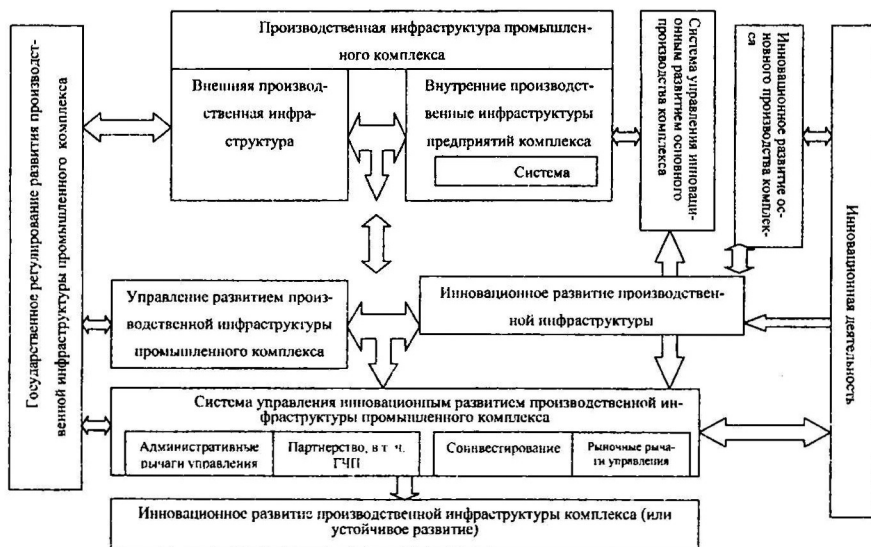 Производственная инфраструктура промышлен-
ного комплекса
Внешняя производ-
ственная инфра-
структура
Внутренние производ-
ственные инфраструктуры
предприятий комплекса
Система
Система управления инноваци-
онным развитием основного
производства комплекса
Инновационное развитие ос-
новного производства комплек-
са
Инновационная деятельность
Государственное регулирование развития производст-
венной инфраструктуры промышленного комплекса
Управление развитием произ-
водственной инфраструктуры
промышленного комплекса
Инновационное развитие производствен-
ной инфраструктуры
Система управления инновационным развитием производственной ин-
фраструктуры промышленного комплекса
Административные
рычаги управления
Партнерство, в т. ч.
ГЧП
Соинвестирование
Рыночные рыча-
ги управления
Инновационное развитие производственной инфраструктуры комплекса (или
устойчивое развитие)